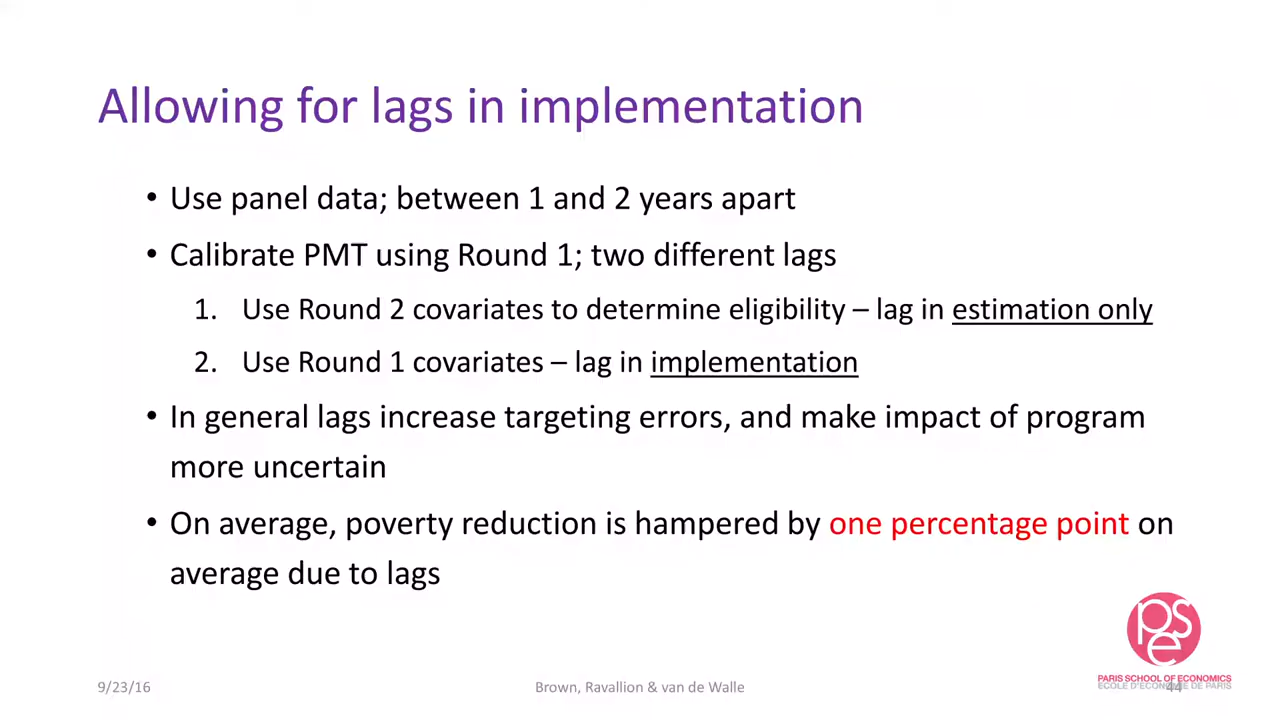 Allowing for lags in implementation
• Use panel data; between 1 and 2 years apart
• Calibrate PMT using Round 1; two different lags
1. Use Round 2 covariates to determine eligibility – lag in estimation only
2. Use Round 1 covariates – lag in implementation
• In general lags increase targeting errors, and make impact of program
more uncertain
• On average, poverty reduction is hampered by one percentage point on
average due to lags
pse
PARIS SCHOOL OF ECONOMICS
ECOLE D'ECONOMIE DE PARIS
9/23/16
Brown, Ravallion & van de Walle
44